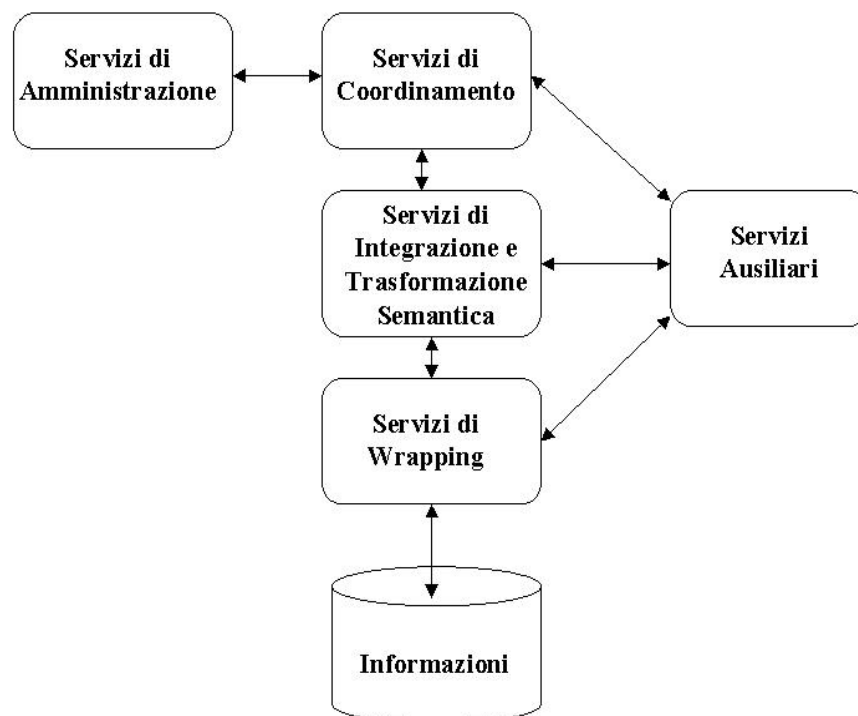 Servizi di
Amministrazione
Servizi di
Coordinamento
Servizi di
Integrazione e
Trasformazione
Semantica
Servizi
Ausiliari
Servizi di
Wrapping
Informazioni